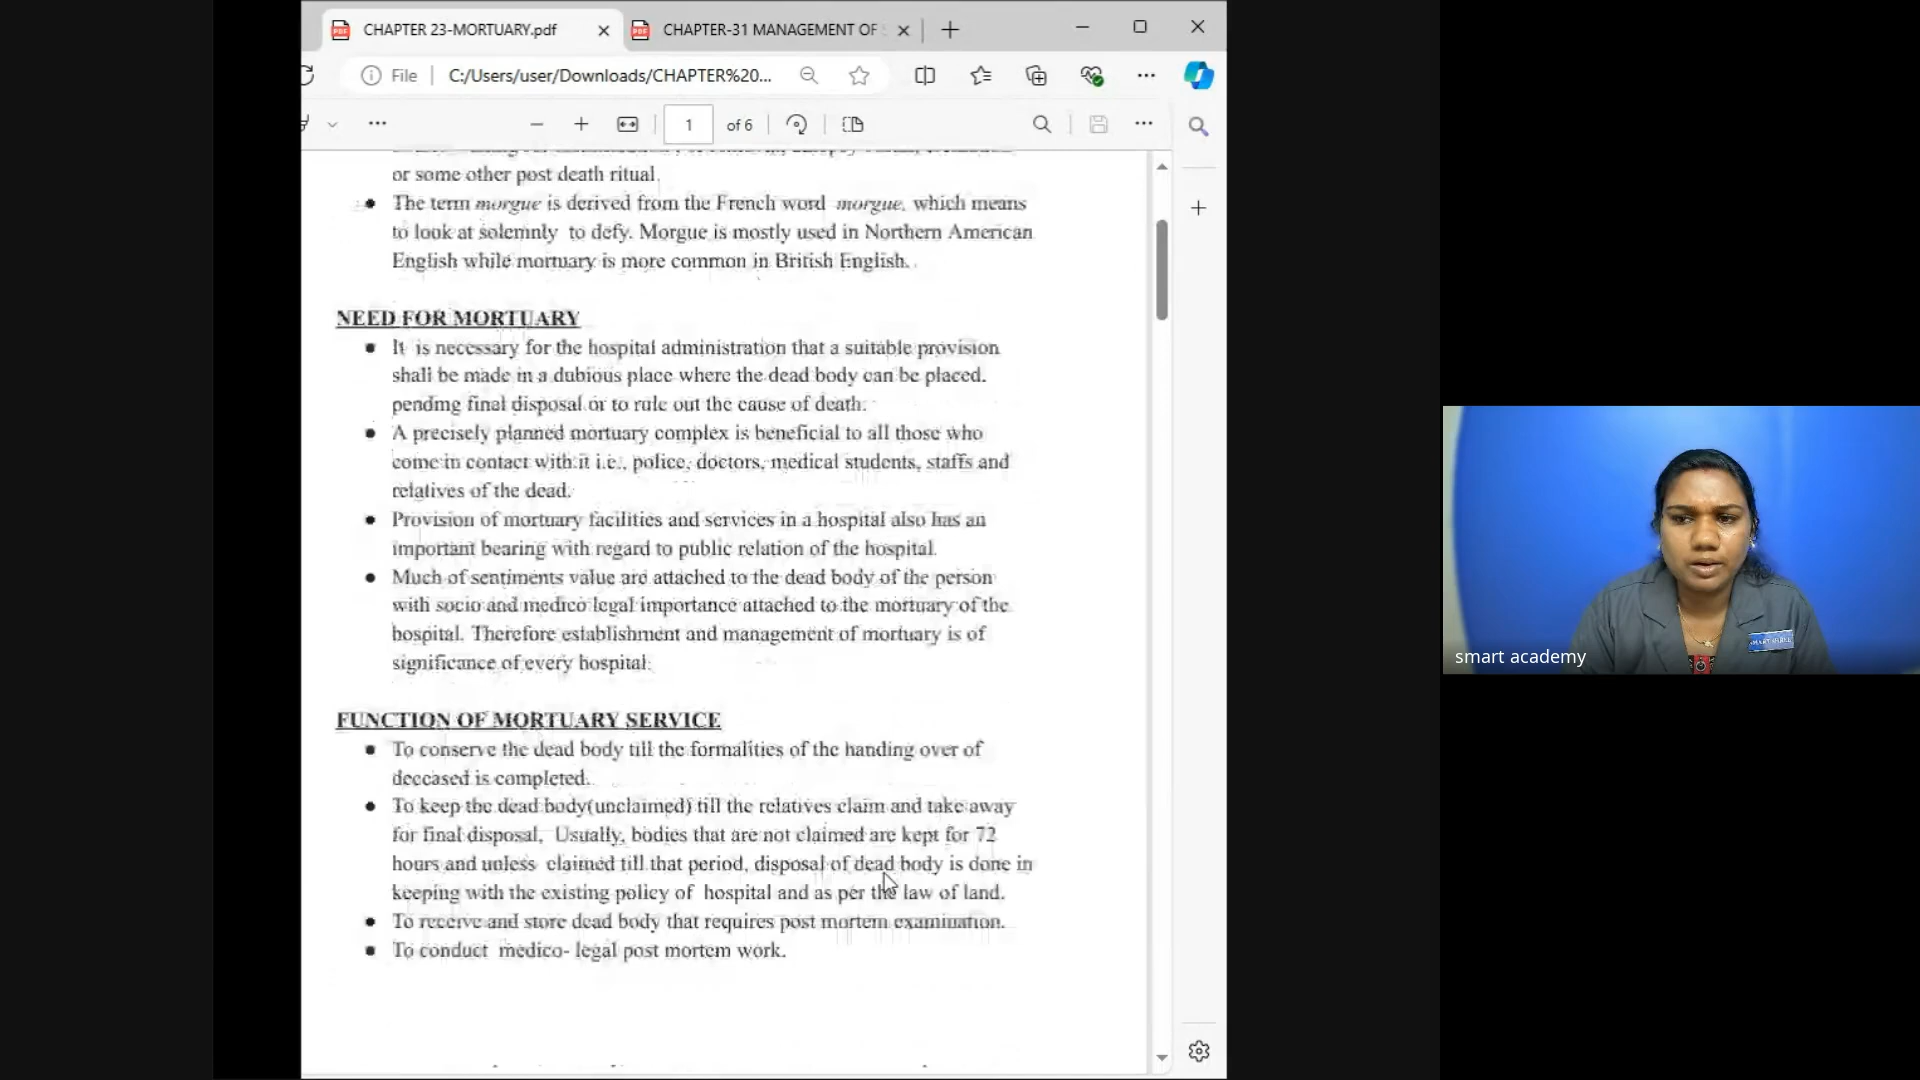 CHAPTER 23-MORTUARY.pdf
CHAPTER-31 MANAGEMENT OF
File
C:/Users/user/Downloads/CHAPTER%20...
1 of 6
or some other post death ritual.
The term morgue is derived from the French word morgue, which means
to look at solemnly to defy. Morgue is mostly used in Northern American
English while mortuary is more common in British English.
NEED FOR MORTUARY
It is necessary for the hospital administration that a suitable provision
shall be made in a dubious place where the dead body can be placed.
pending final disposal or to rule out the cause of death.
A precisely planned mortuary complex is beneficial to all those who
come in contact with it i.e., police, doctors, medical students, staffs and
relatives of the dead.
Provision of mortuary facilities and services in a hospital also has an
important bearing with regard to public relation of the hospital.
Much of sentiments value are attached to the dead body of the person
with socio and medico legal importance attached to the mortuary of the
hospital. Therefore establishment and management of mortuary is of
significance of every hospital.
FUNCTION OF MORTUARY SERVICE
To conserve the dead body till the formalities of the handing over of
deceased is completed.
To keep the dead body(unclaimed) till the relatives claim and take away
for final disposal, Usually, bodies that are not claimed are kept for 72
hours and unless claimed till that period, disposal of dead body is done in
keeping with the existing policy of hospital and as per the law of land.
To receive and store dead body that requires post mortem examination.
To conduct medico- legal post mortem work.
smart academy